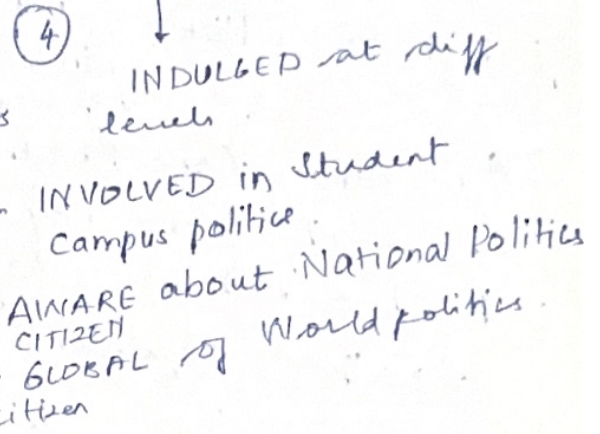 4
INDULGED at diff
levels
INVOLVED in Student
Campus politics.
AWARE about National Politics
CITIZEN
GLOBAL of World politics.
citizen